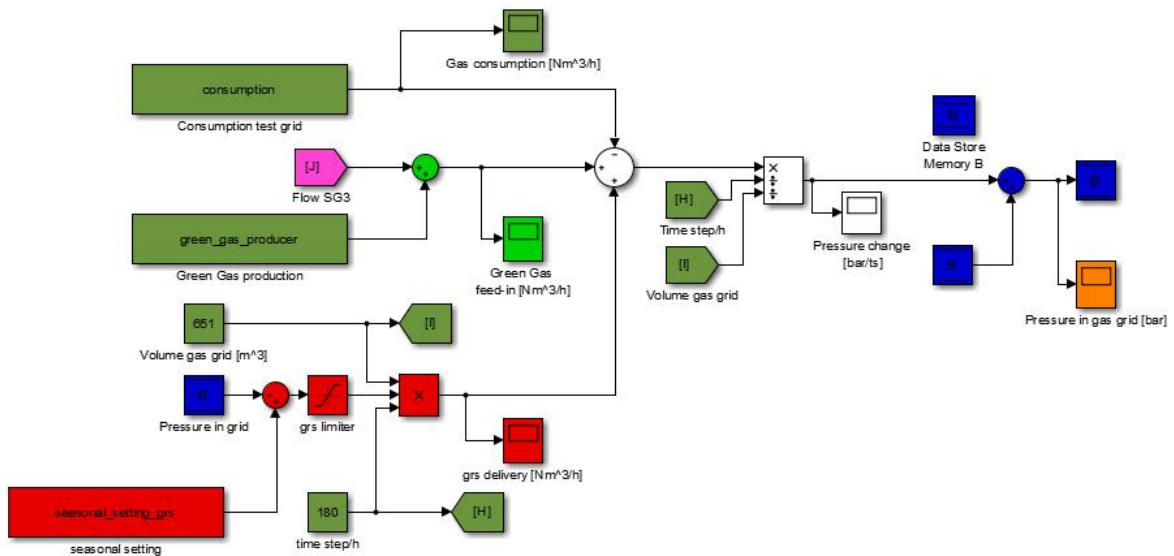 Gas consumption [Nm^3/h]
consumption
Consumption test grid
[J]
Flow SG3
green_gas_producer
Green Gas production
Green Gas
feed-in [Nm^3/h]
[H]
Time step/h
[I]
Volume gas grid
Pressure change
[bar/ts]
B
Data Store
Memory B
B
B
Pressure in gas grid [bar]
651
Volume gas grid [m^3]
[I]
B
Pressure in grid
grs limiter
grs delivery [Nm^3/h]
seasonal_setting_grs
seasonal setting
180
time step/h
[H]